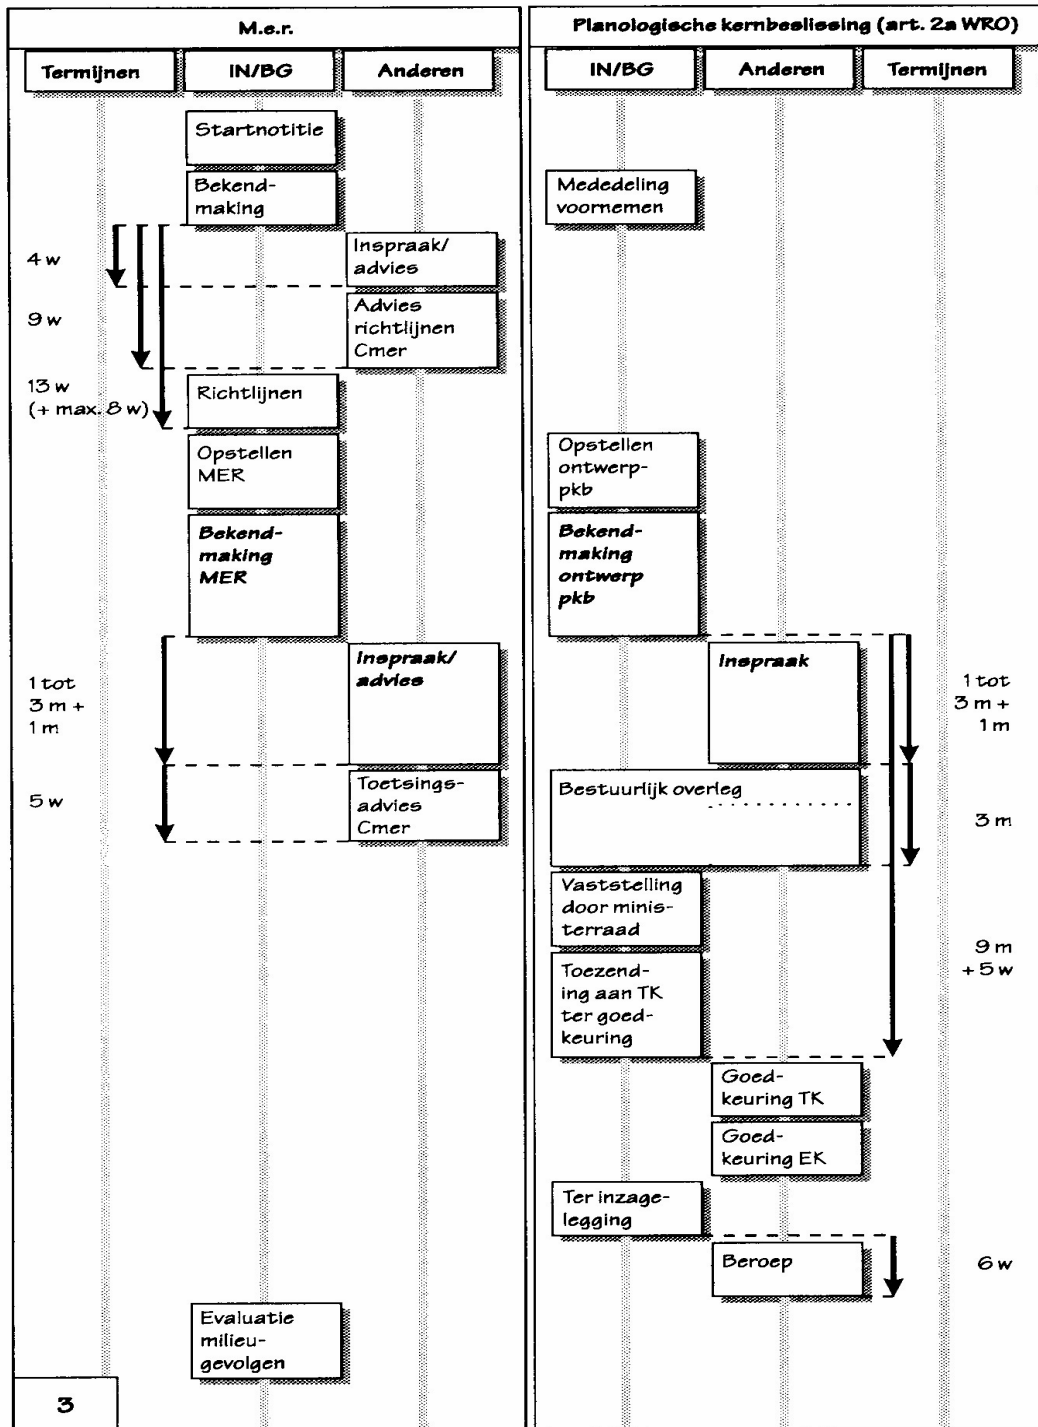 M.e.r.
Termijnen
IN/BG
Anderen
Startnotitie
Bekend-
making
4 w
Inspraak/
advies
9 w
Advies
richtlijnen
Cmer
13 w
(+ max. 8 w)
Richtlijnen
Opstellen
MER
Bekend-
making
MER
1 tot
3 m +
1 m
Inspraak/
advies
5 w
Toetsings-
advies
Cmer
Evaluatie
milieu-
gevolgen
3
Planologische kernbeslissing (art. 2a WRO)
IN/BG
Anderen
Termijnen
Mededeling
voornemen
Opstellen
ontwerp-
pkb
Bekend-
making
ontwerp
pkb
Inspraak
1 tot
3 m +
1 m
Bestuurlijk overleg
3 m
Vaststelling
door minis-
terraad
Toezend-
ing aan TK
ter goed-
keuring
9 m
+ 5 w
Goed-
keuring TK
Goed-
keuring EK
Ter inzage-
legging
Beroep
6 w